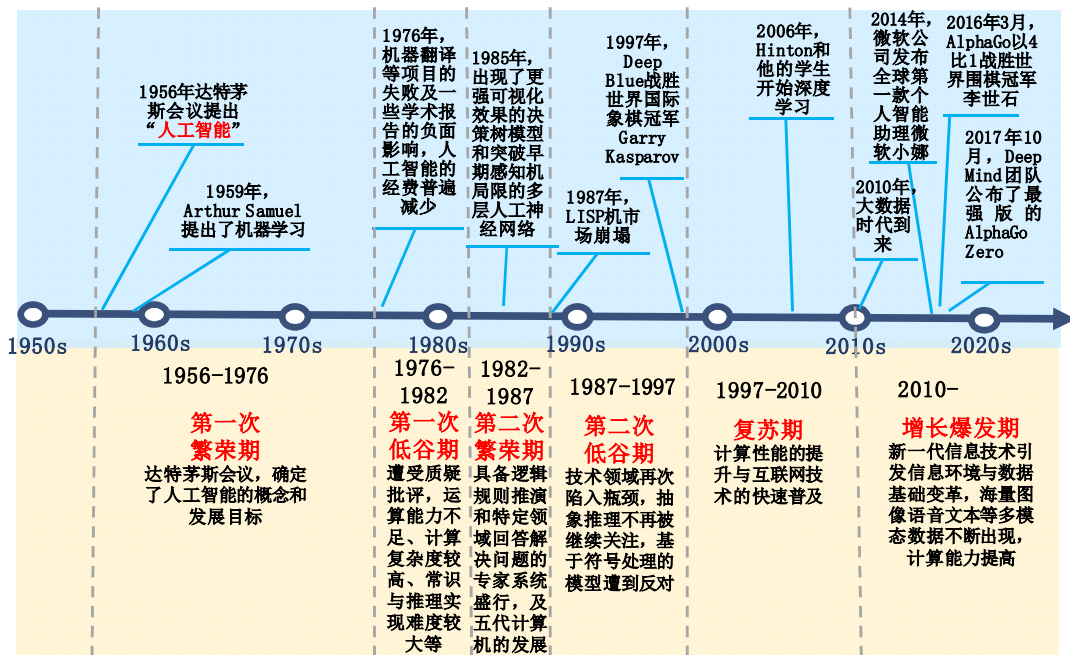 1956年达特茅
斯会议提出
“人工智能”
1959年,
Arthur Samuel
提出了机器学习
1976年,
机器翻译
等项目的
失败及一
些学术报
告的负面
影响,人
工智能的
经费普遍
减少
1985年,
出现了更
强可视化
效果的决
策树模型
和突破早
期感知机
局限的多
层人工神
经网络
1987年,
LISP机市
场崩塌
1997年,
Deep
Blue战胜
世界国际
象棋冠军
Garry
Kasparov
2006年,
Hinton和
他的学生
开始深度
学习
2010年,
大数据
时代到
来
2014年,
微软公
司发布
全球第
一款个
人智能
助理微
软小娜
2016年3月,
AlphaGo以4
比1战胜世
界围棋冠军
李世石
2017年10
月,Deep
Mind团队
公布了最
强版的
AlphaGo
Zero
1950s
1960s
1970s
1980s
1990s
2000s
2010s
2020s
1956-1976
第一次
繁荣期
达特茅斯会议,确定
了人工智能的概念和
发展目标
1976-
1982
第一次
低谷期
遭受质疑
批评,运
算能力不
足、计算
复杂度较
高、常识
与推理实
现难度较
大等
1982-
1987
第二次
繁荣期
具备逻辑
规则推演
和特定领
域回答解
决问题的
专家系统
盛行,及
五代计算
机的发展
1987-1997
第二次
低谷期
技术领域再次
陷入瓶颈,抽
象推理不再被
继续关注,基
于符号处理的
模型遭到反对
1997-2010
复苏期
计算性能的提
升与互联网技
术的快速普及
2010-
增长爆发期
新一代信息技术引
发信息环境与数据
基础变革,海量图
像语音文本等多模
态数据不断出现,
计算能力提高